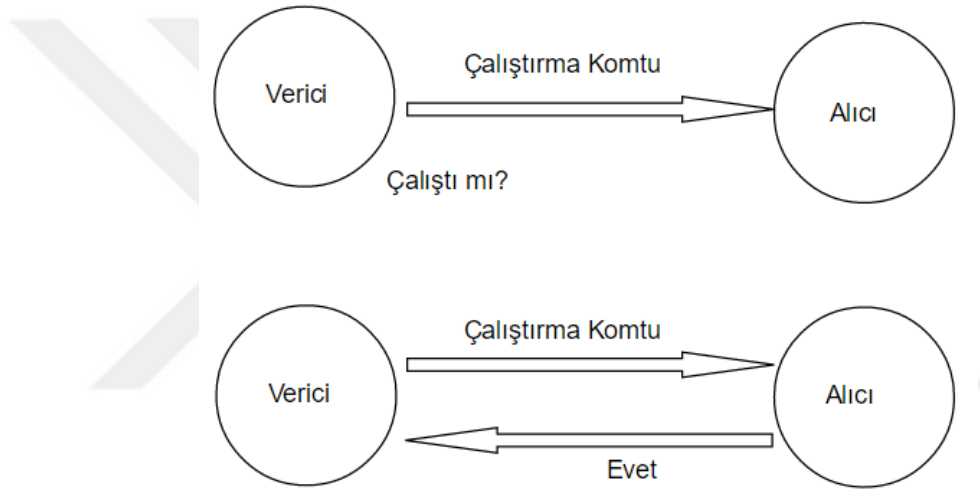 Çalıştırma Komtu
Verici
Alıcı
Çalıştı mı?
Çalıştırma Komtu
Verici
Alıcı
Evet